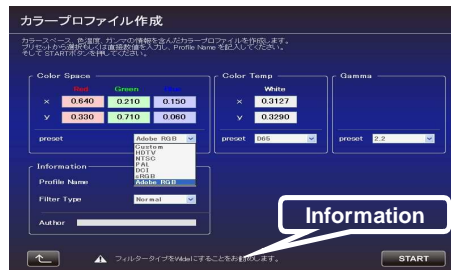 カラープロファイル作成
カラースペース、色温度、ガンマの情報を含んだカラープロファイルを作成します。
プリセットから選択もしくは直接数値を入力し、Profile Name を記入してください。
そして STARTボタンを押してください。
Color Space
Color Temp
Gamma
Red Green Blue
White
x 0.640 0.210 0.150
x 0.3127
y 0.330 0.710 0.060
y 0.3290
preset Adobe RGB
preset D65
preset 2.2
Custom
HDTV
NTSC
PAL
DCI
sRGB
Adobe RGB
Information
Profile Name
Filter Type Normal
Author
Information
フィルタータイプをWideにすることをお勧めします。
START